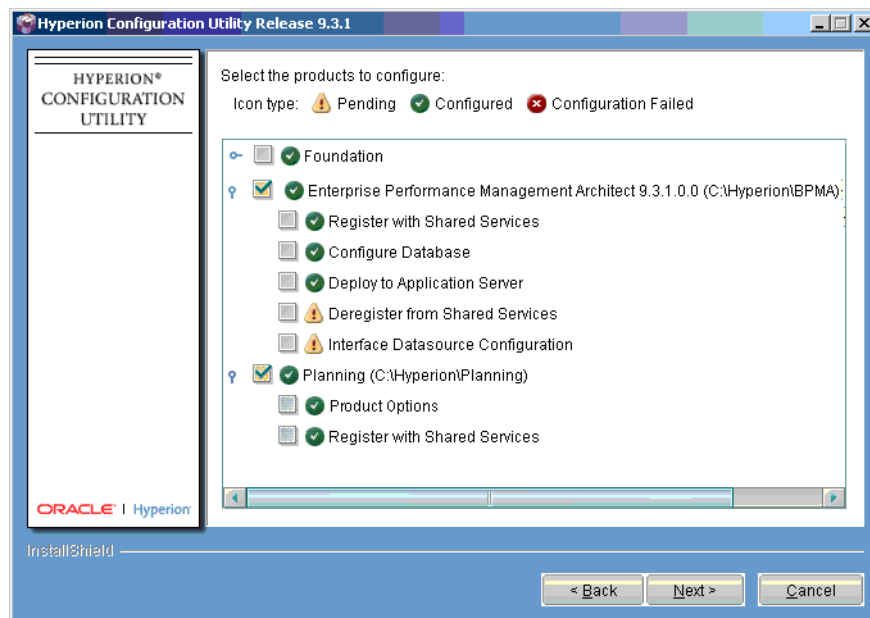 Hyperion Configuration Utility Release 9.3.1
HYPERION®
CONFIGURATION
UTILITY
Select the products to configure:
Icon type: Pending Configured Configuration Failed
Foundation
Enterprise Performance Management Architect 9.3.1.0.0 (C:\Hyperion\BPMA)
Register with Shared Services
Configure Database
Deploy to Application Server
Deregister from Shared Services
Interface Datasource Configuration
Planning (C:\Hyperion\Planning)
Product Options
Register with Shared Services
ORACLE' | Hyperion
InstallShield
< Back Next > Cancel